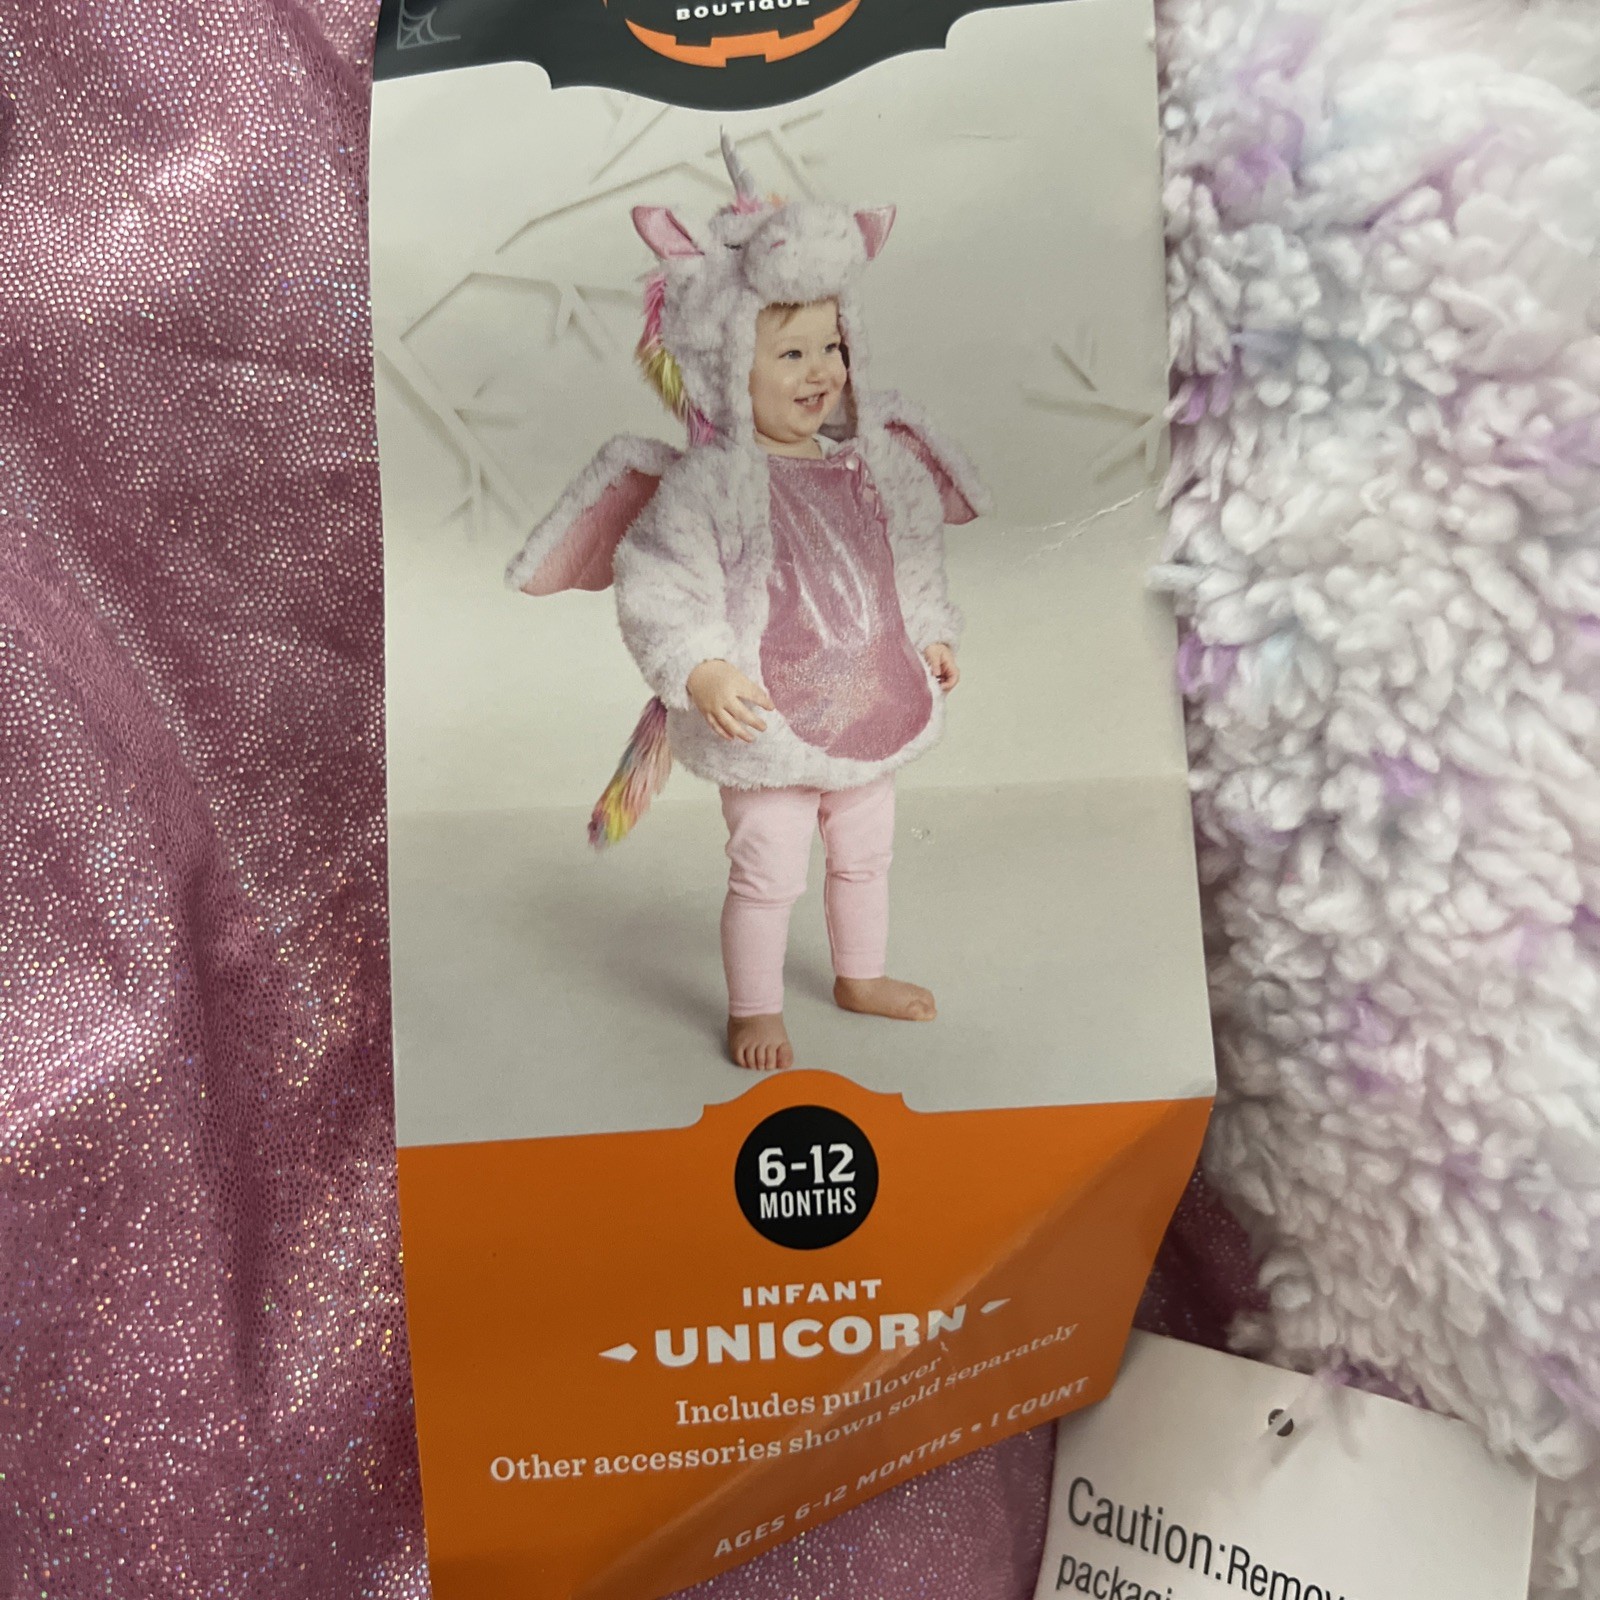 BOUTIQUE
6-12
MONTHS
INFANT
UNICORN
Includes pullover
Other accessories shown sold separately
AGES 6-12 MONTHS • 1 COUNT
Caution:Remov
packagi